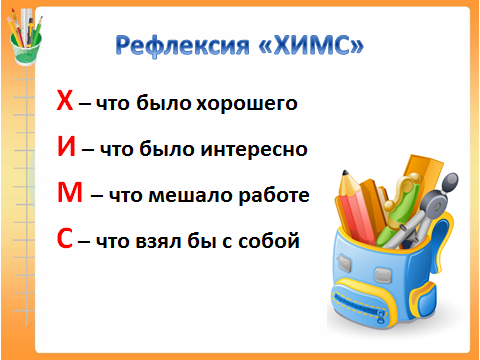 Рефлексия «ХИМС»
Х – что было хорошего
И – что было интересно
М – что мешало работе
С – что взял бы с собой